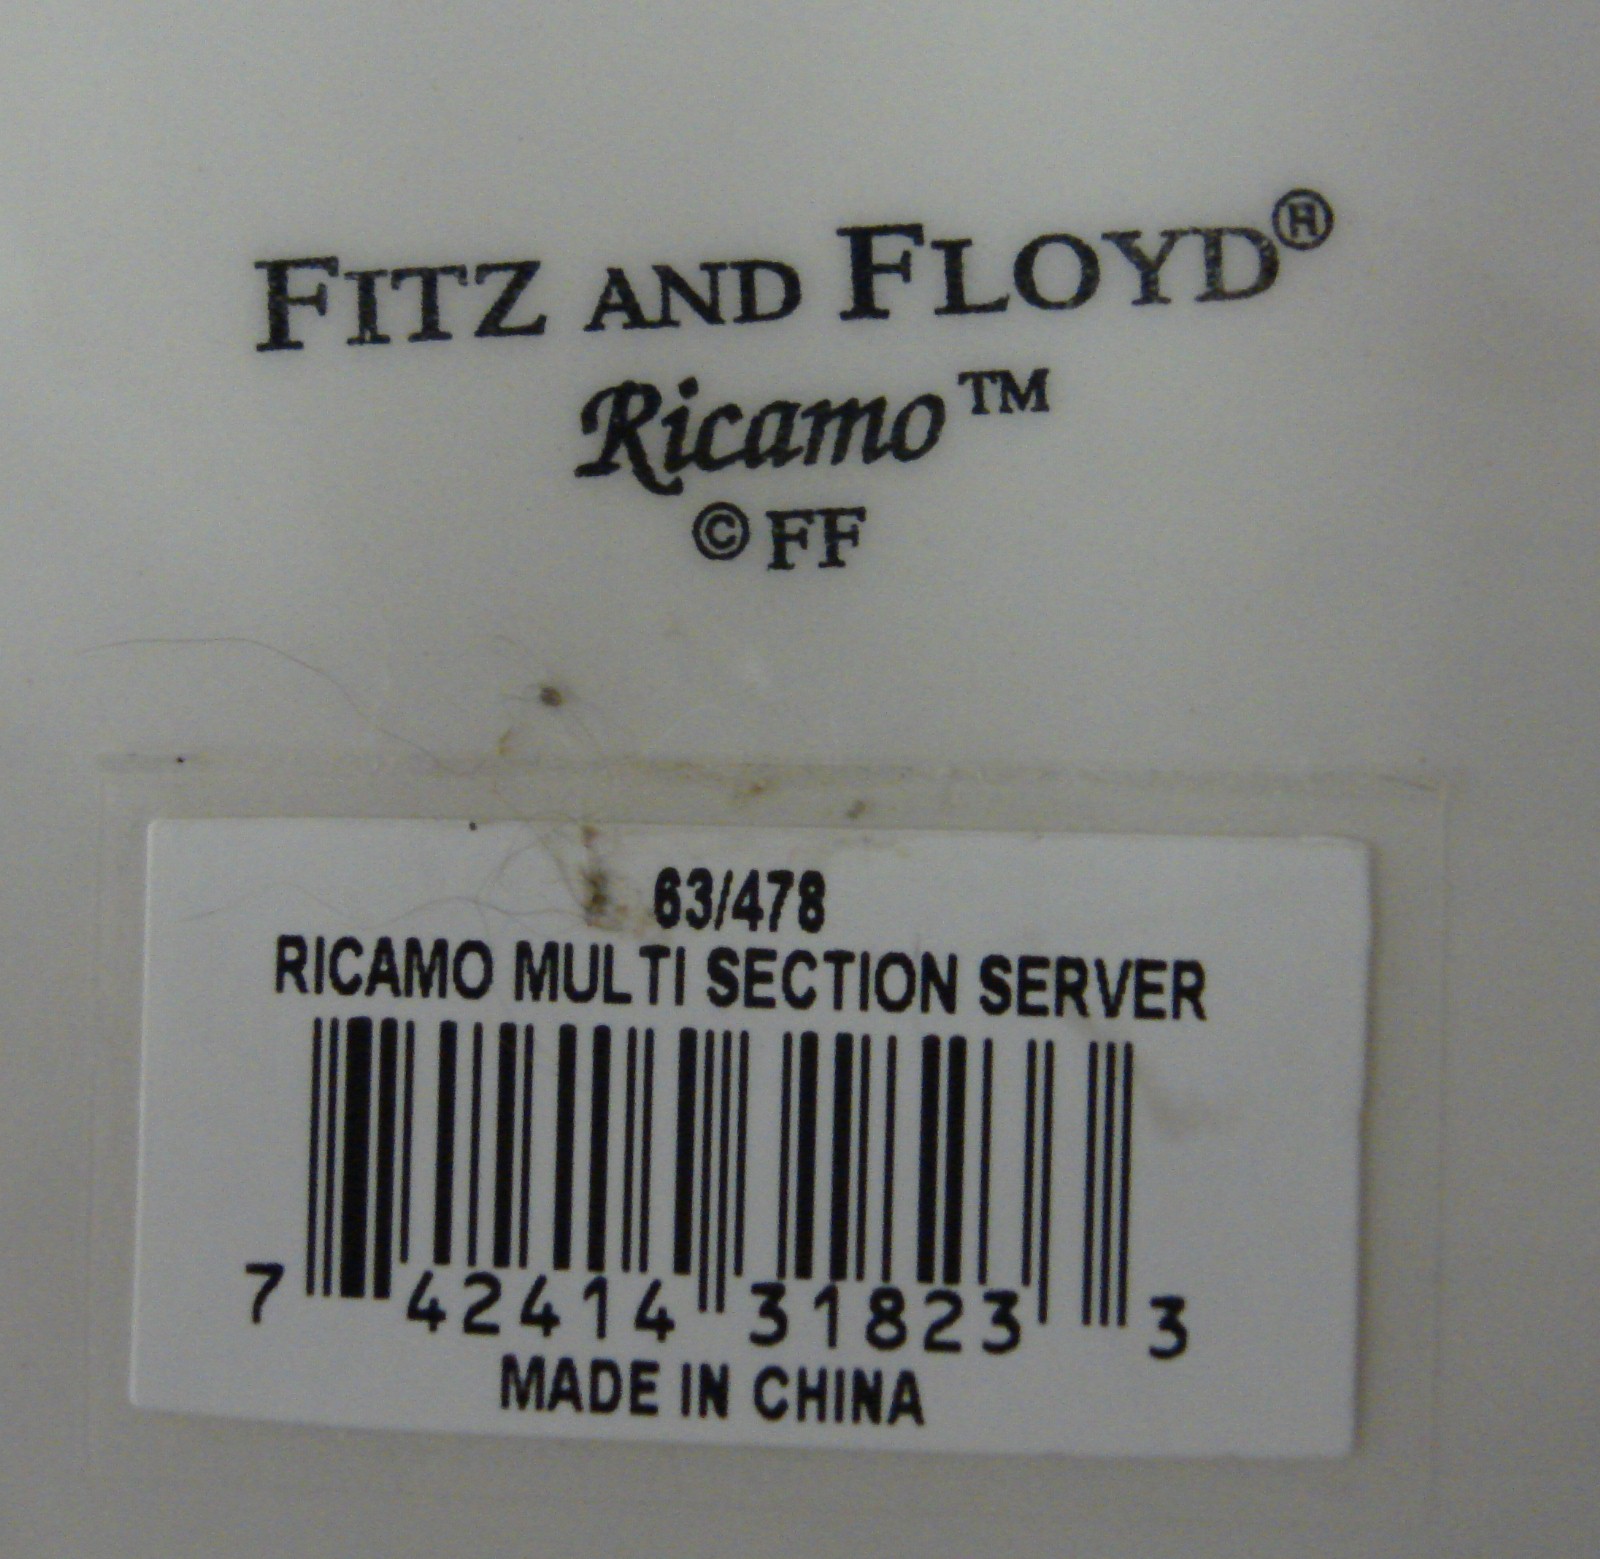 FITZ AND FLOYD®
Ricamo™
©FF
63/478
RICAMO MULTI SECTION SERVER
7 42414 31823 3
MADE IN CHINA